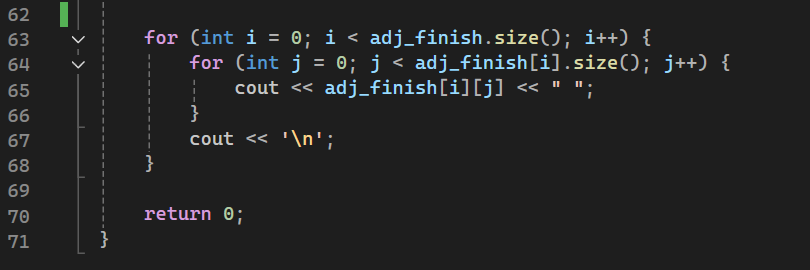 62
63 for (int i = 0; i < adj_finish.size(); i++) {
64 for (int j = 0; j < adj_finish[i].size(); j++) {
65 cout << adj_finish[i][j] << " ";
66 }
67 cout << '\n';
68 }
69
70 return 0;
71 }